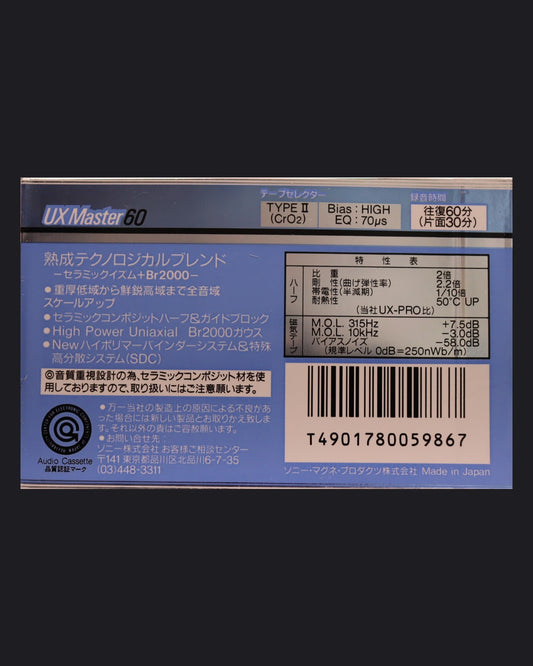 UX Master 60
テープセレクター
TYPE II
(CrO2)
Bias : HIGH
EQ : 70μs
録音時間
往復60分
(片面30分)
熟成テクノロジカルブレンド
ーセラミックイズム+Br2000ー
●重厚低域から鮮鋭高域まで全音域
スケールアップ
●セラミックコンポジットハーフ&ガイドブロック
●High Power Uniaxial Br2000ガウス
●Newハイポリマーバインダーシステム&特殊
高分散システム(SDC)
特性表
ハーフ
比重 2倍
剛性(曲げ弾性率) 2.2倍
帯電性(半減期) 1/10倍
耐熱性 50℃ UP
(当社UX-PRO比)
磁気テープ
M.O.L. 315Hz +7.5dB
M.O.L. 10kHz -3.0dB
バイアスノイズ -58.0dB
(規準レベル 0dB=250nWb/m)
◎音質重視設計の為、セラミックコンポジット材を使
用しておりますので、取り扱いにはご注意願います。
Audio Cassette
品質認証マーク
●万一当社の製造上の原因による不良があ
った場合には新しい製品とお取りかえ致しま
す。それ以外の責はご容赦願います。
●お問い合せ先:
ソニー株式会社 お客様ご相談センター
〒141 東京都品川区北品川6-7-35
(03)448-3311
T4901780059867
ソニー・マグネ・プロダクツ株式会社 Made in Japan